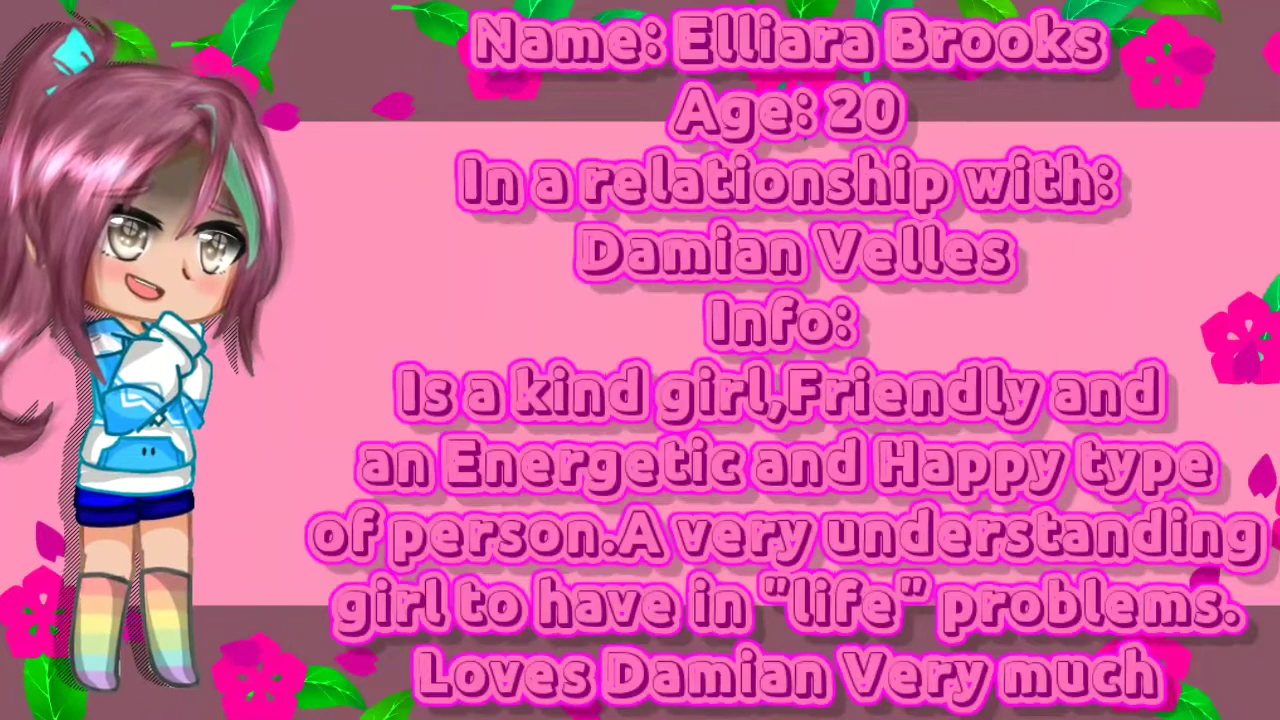 Name: Elliara Brooks
Age: 20
In a relationship with:
Damian Velles
Info:
Is a kind girl,Friendly and
an Energetic and Happy type
of person.A very understanding
girl to have in "life" problems.
Loves Damian Very much